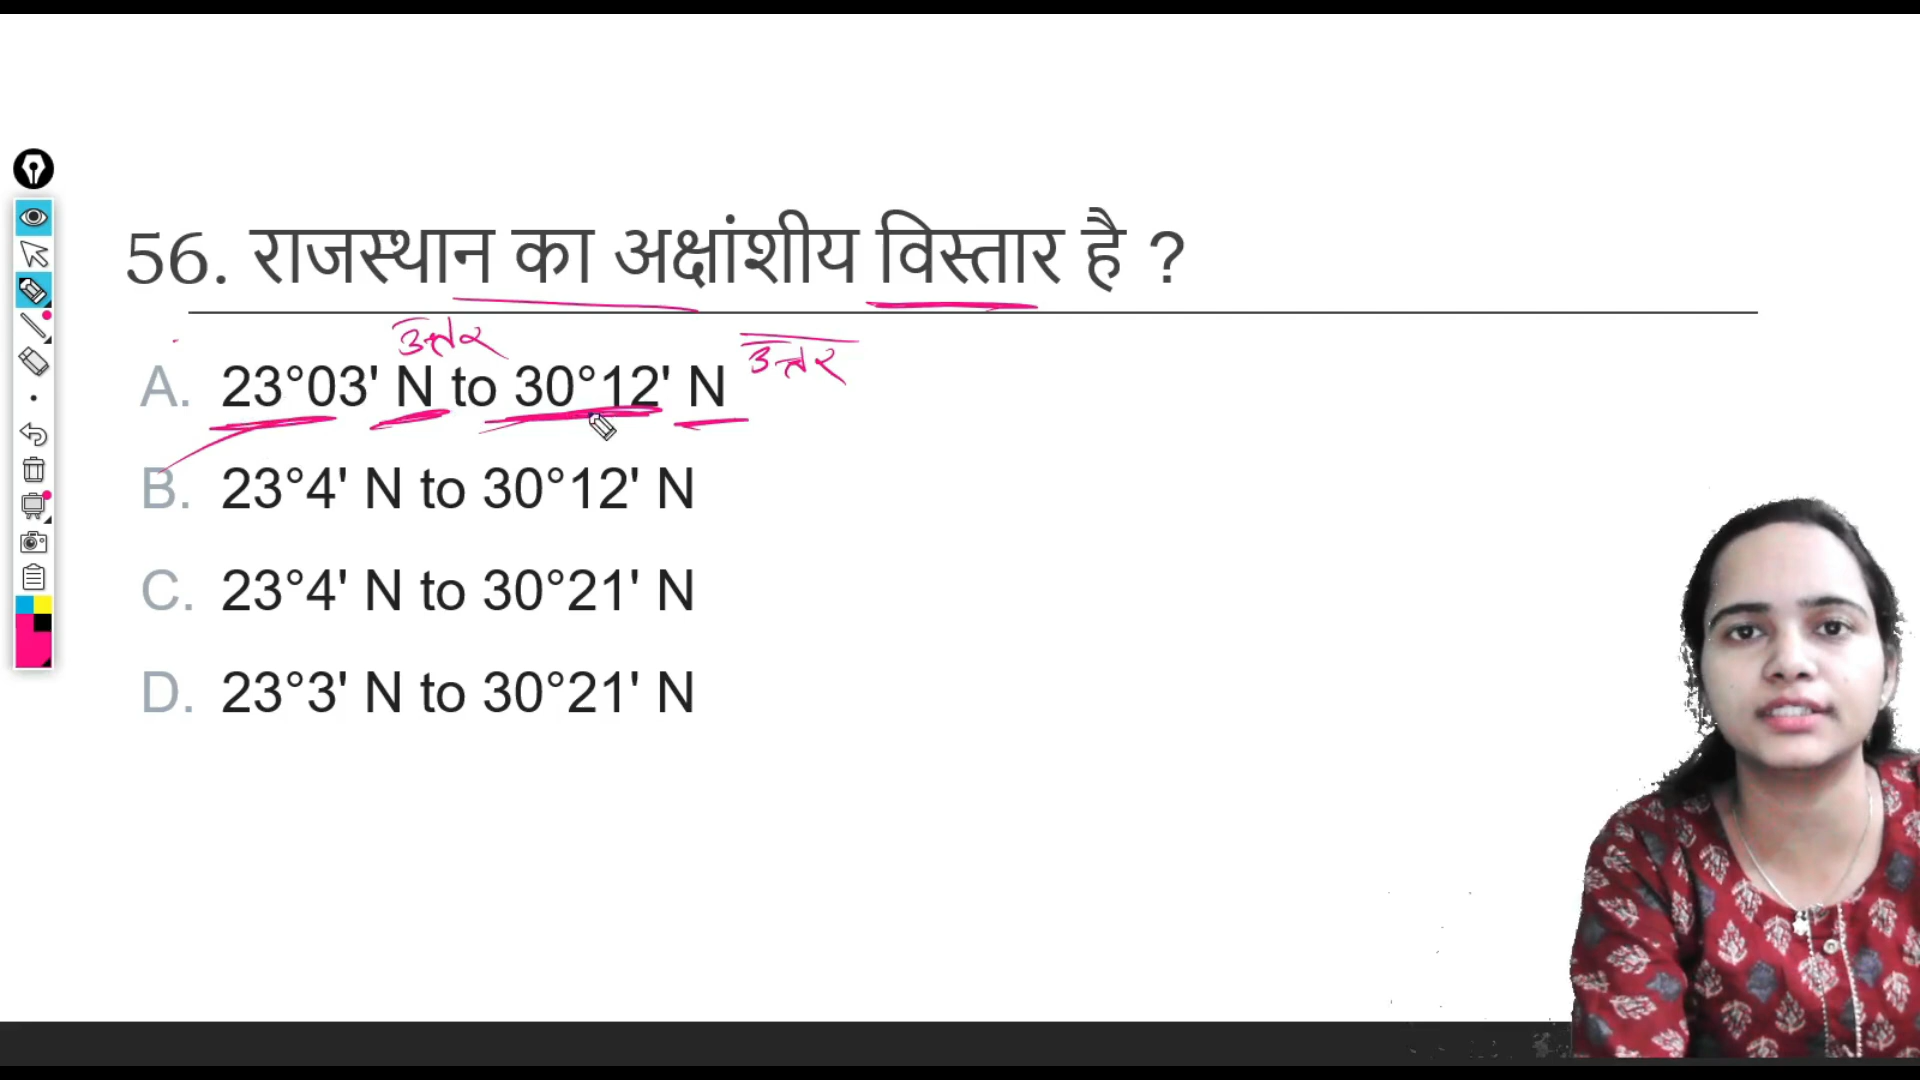 56. राजस्थान का अक्षांशीय विस्तार है ?
उत्तर
उत्तर
A. 23°03' N to 30°12' N
B. 23°4' N to 30°12' N
C. 23°4' N to 30°21' N
D. 23°3' N to 30°21' N